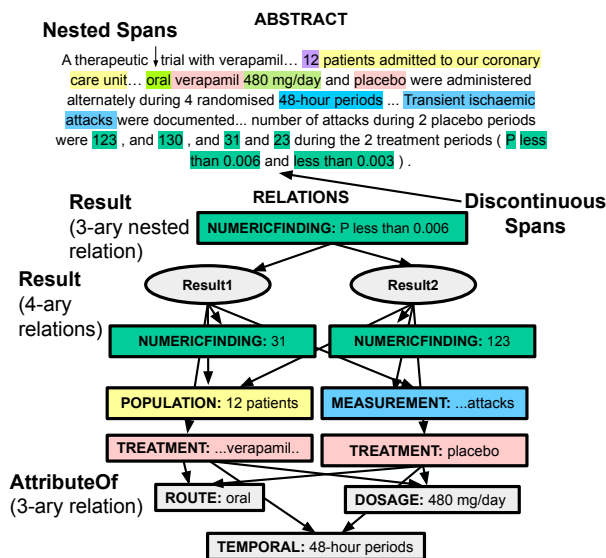 ABSTRACT
Nested Spans
A therapeutic trial with verapamil... 12 patients admitted to our coronary
care unit... oral verapamil 480 mg/day and placebo were administered
alternately during 4 randomised 48-hour periods ... Transient ischaemic
attacks were documented... number of attacks during 2 placebo periods
were 123 , and 130 , and 31 and 23 during the 2 treatment periods ( P less
than 0.006 and less than 0.003 ) .
RELATIONS
Discontinuous
Spans
Result
(3-ary nested
relation)
NUMERICFINDING: P less than 0.006
Result
(4-ary
relations)
Result1
Result2
NUMERICFINDING: 31
NUMERICFINDING: 123
POPULATION: 12 patients
MEASUREMENT: ...attacks
TREATMENT: ...verapamil..
TREATMENT: placebo
AttributeOf
(3-ary relation)
ROUTE: oral
DOSAGE: 480 mg/day
TEMPORAL: 48-hour periods